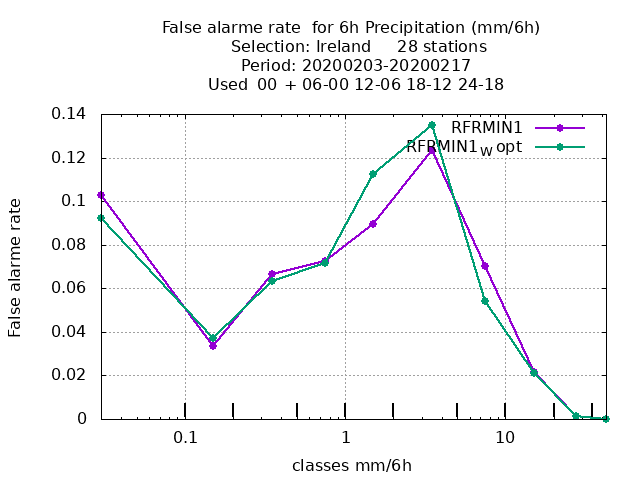 False alarme rate  for 6h Precipitation (mm/6h)
Selection: Ireland     28 stations
Period: 20200203-20200217
Used  00  + 06-00 12-06 18-12 24-18
RFRMIN1
RFRMIN1W opt
0.14
0.12
0.1
0.08
0.06
0.04
0.02
0
False alarme rate
0.1
1
10
classes mm/6h